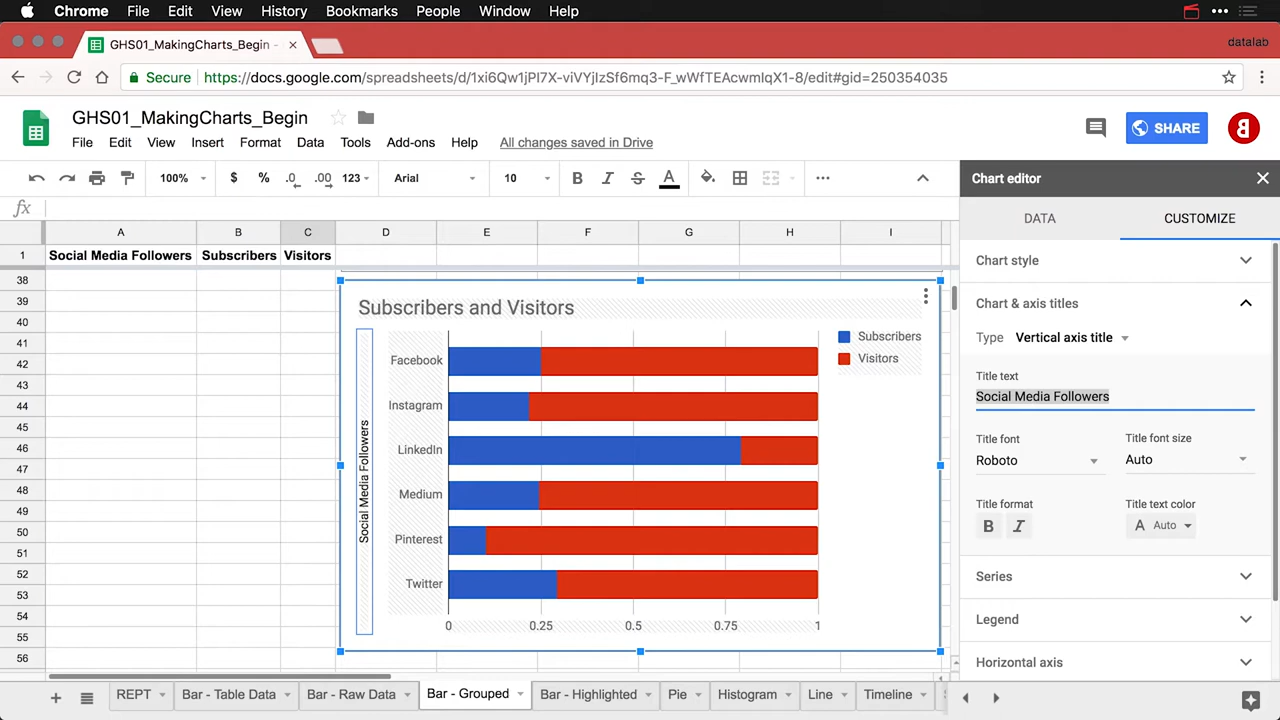 Chrome File Edit View History Bookmarks People Window Help
GHS01_MakingCharts_Begin -
datalab
Secure https://docs.google.com/spreadsheets/d/1xi6Qw1jPl7X-viVYjIzSf6mq3-F_wWfTEAcwmIqX1-8/edit#gid=250354035
GHS01_MakingCharts_Begin
File Edit View Insert Format Data Tools Add-ons Help All changes saved in Drive
SHARE
100% $ % .0 .00 123 Arial 10 B I S A
Chart editor
fx
DATA CUSTOMIZE
A B C D E F G H I
1 Social Media Followers Subscribers Visitors
Chart style
38
39
40
41
42
43
44
45
46
47
48
49
50
51
52
53
54
55
56
Subscribers and Visitors
Subscribers
Visitors
Social Media Followers
Facebook
Instagram
LinkedIn
Medium
Pinterest
Twitter
0 0.25 0.5 0.75 1
Chart & axis titles
Type Vertical axis title
Title text
Social Media Followers
Title font Title font size
Roboto Auto
Title format Title text color
B I A Auto
Series
Legend
Horizontal axis
REPT Bar - Table Data Bar - Raw Data Bar - Grouped Bar - Highlighted Pie Histogram Line Timeline